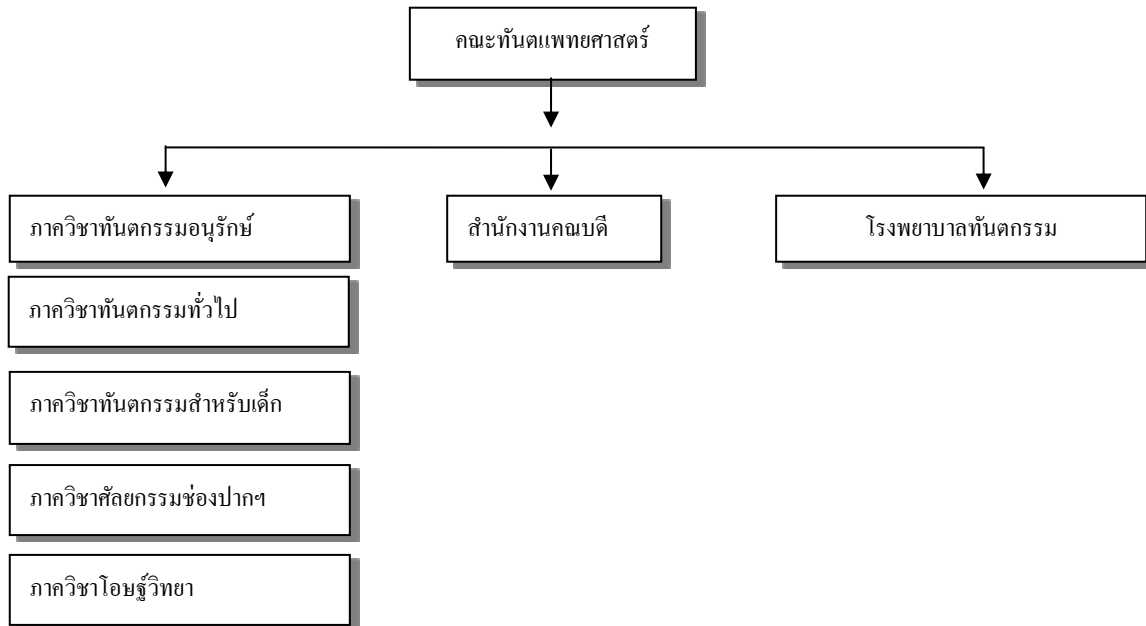 คณะทันตแพทยศาสตร์
ภาควิชาทันตกรรมอนุรักษ์
สำนักงานคณบดี
โรงพยาบาลทันตกรรม
ภาควิชาทันตกรรมทั่วไป
ภาควิชาทันตกรรมสำหรับเด็ก
ภาควิชาศัลยกรรมช่องปากฯ
ภาควิชาโอษฐ์วิทยา